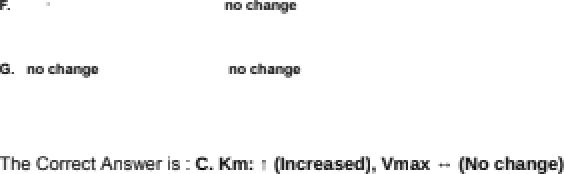 F. no change
G. no change no change
The Correct Answer is : C. Km: ↑ (Increased), Vmax ↔ (No change)